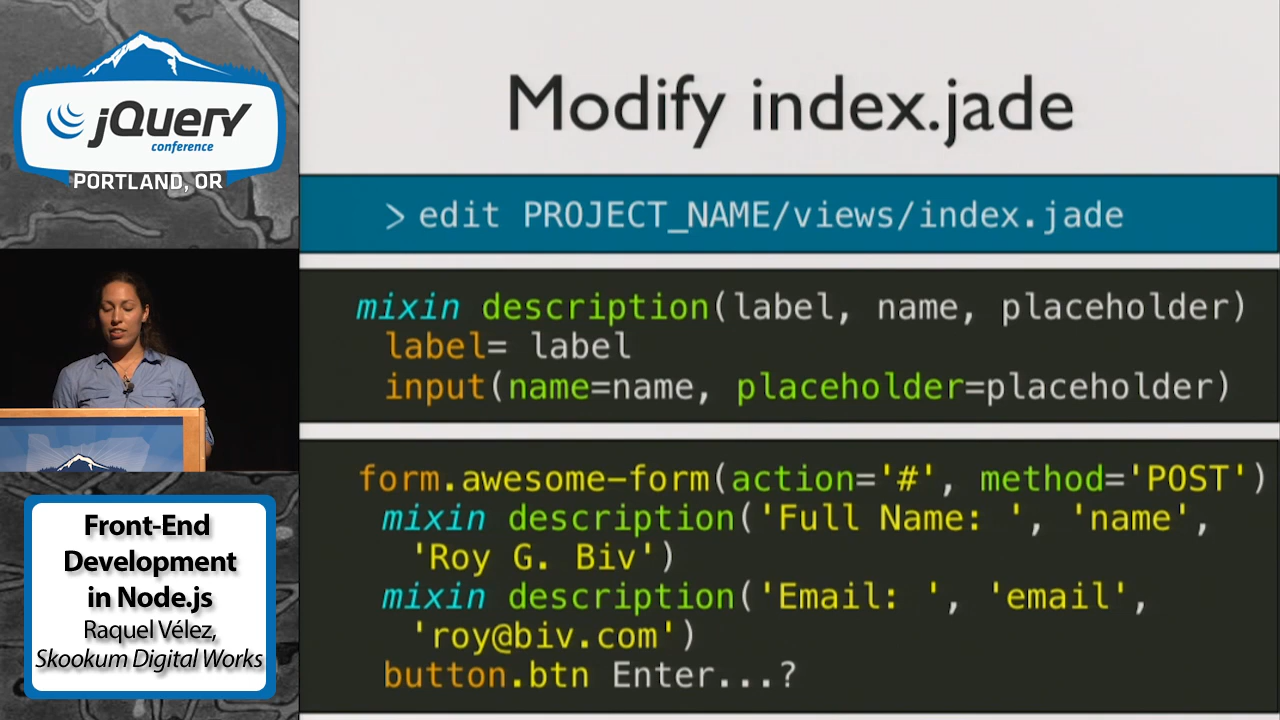 jQuery
conference
PORTLAND, OR
Front-End
Development
in Node.js
Raquel Vélez,
Skookum Digital Works
Modify index.jade
> edit PROJECT_NAME/views/index.jade
mixin description(label, name, placeholder)
label= label
input(name=name, placeholder=placeholder)
form.awesome-form(action='#', method='POST')
mixin description('Full Name: ', 'name',
'Roy G. Biv')
mixin description('Email: ', 'email',
'roy@biv.com')
button.btn Enter...?